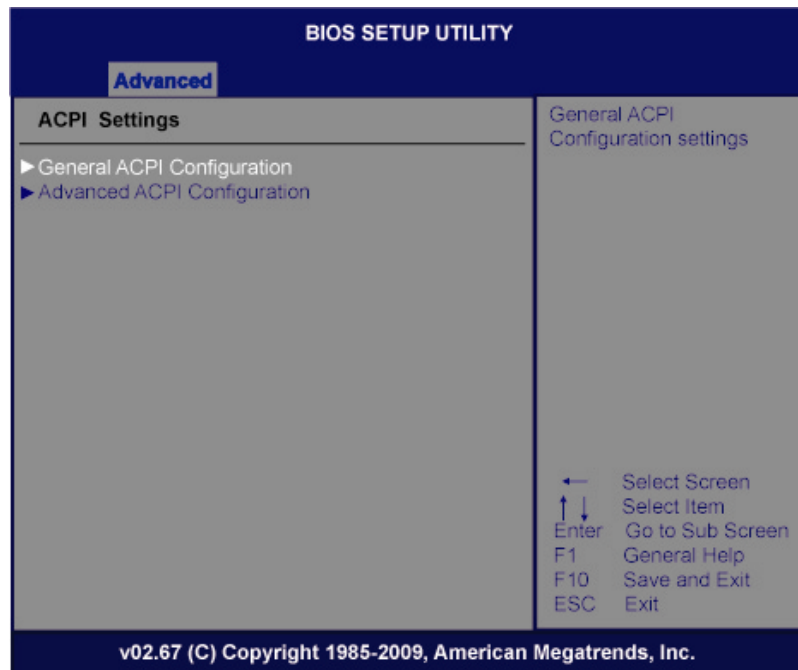 BIOS SETUP UTILITY
Advanced
ACPI Settings
►General ACPI Configuration
►Advanced ACPI Configuration
General ACPI
Configuration settings
← Select Screen
↑↓ Select Item
Enter Go to Sub Screen
F1 General Help
F10 Save and Exit
ESC Exit
v02.67 (C) Copyright 1985-2009, American Megatrends, Inc.